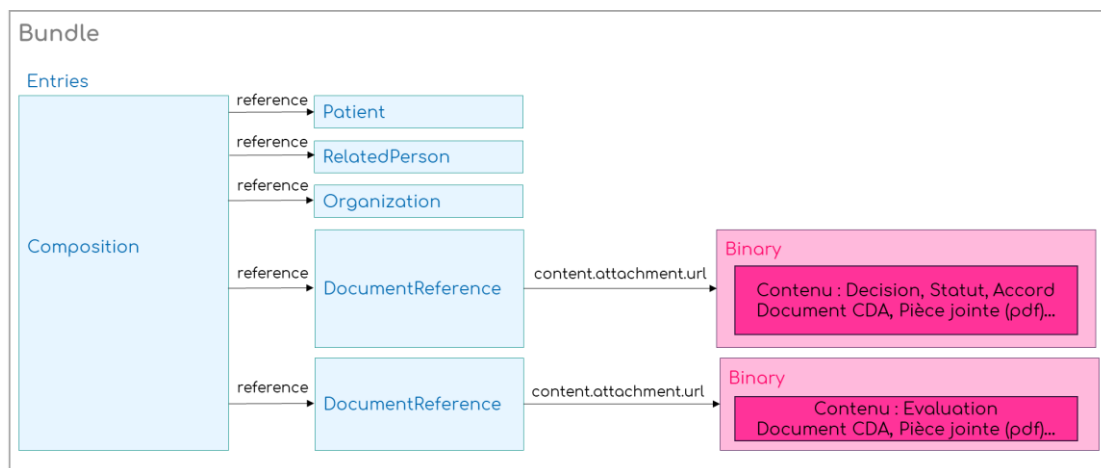 Bundle
Entries
reference
Patient
reference
RelatedPerson
reference
Organization
Composition
reference
DocumentReference
content.attachment.url
Binary
Contenu : Decision, Statut, Accord
Document CDA, Pièce jointe (pdf)...
reference
DocumentReference
content.attachment.url
Binary
Contenu : Evaluation
Document CDA, Pièce jointe (pdf)...